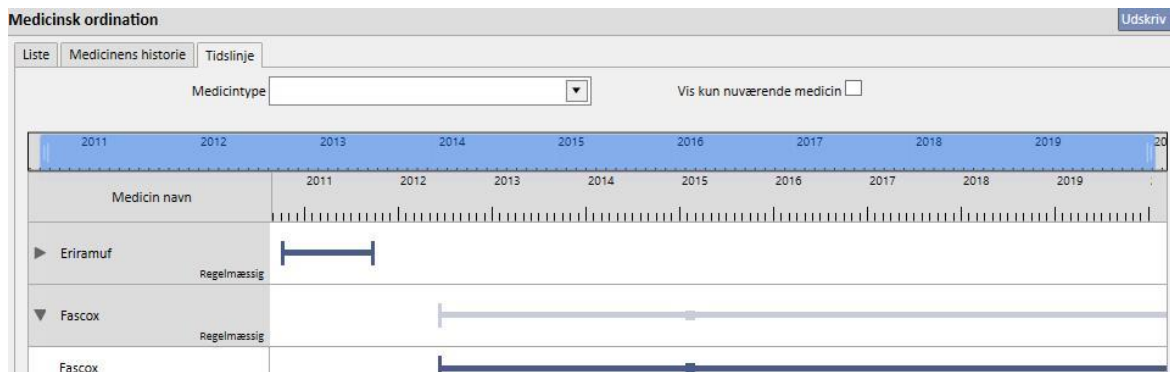 Medicinsk ordination
Udskriv
Liste Medicinens historie Tidslinje
Medicintype Vis kun nuværende medicin
2011 2012 2013 2014 2015 2016 2017 2018 2019 20
2011 2012 2013 2014 2015 2016 2017 2018 2019
Medicin navn
Eriramuf
Regelmæssig
Fascox
Regelmæssig
Fascox